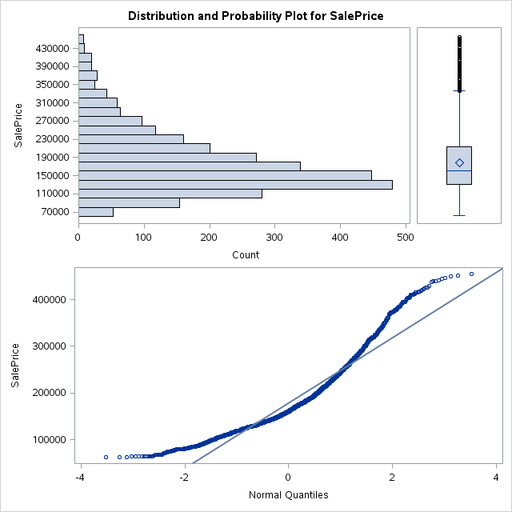 Distribution and Probability Plot for SalePrice
SalePrice
430000
390000
350000
310000
270000
230000
190000
150000
110000
70000
0 100 200 300 400 500
Count
SalePrice
400000
300000
200000
100000
-4 -2 0 2 4
Normal Quantiles